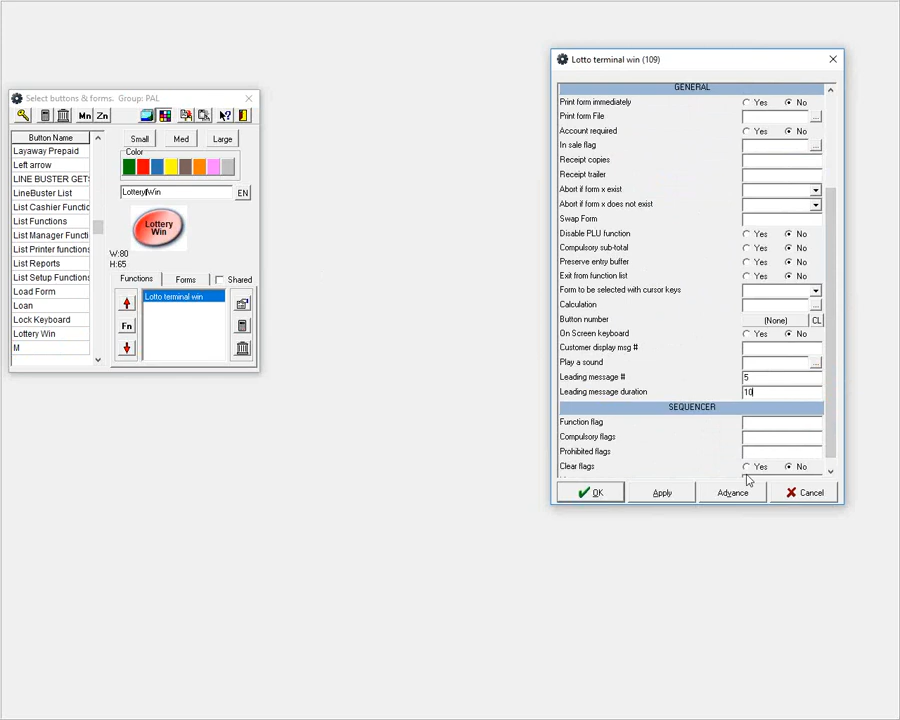 Select buttons & forms. Group: PAL
Mn
Zn
Button Name
Layaway Prepaid
Left arrow
LINE BUSTER GET
LineBuster List
List Cashier Functio
List Functions
List Manager Functi
List Printer functions
List Reports
List Setup Functions
Load Form
Loan
Lock Keyboard
Lottery Win
M
Small
Med
Large
Color
Lottery Win
EN
Lottery
Win
W:80
H:65
Functions
Forms
Shared
Lotto terminal win
Fn
Lotto terminal win (109)
GENERAL
Print form immediately Yes No
Print form File ...
Account required Yes No
In sale flag ...
Receipt copies
Receipt trailer
Abort if form x exist
Abort if form x does not exist
Swap Form
Disable PLU function Yes No
Compulsory sub-total Yes No
Preserve entry buffer Yes No
Exit from function list Yes No
Form to be selected with cursor keys
Calculation ...
Button number (None) CL
On Screen keyboard Yes No
Customer display msg #
Play a sound ...
Leading message # 5
Leading message duration 10
SEQUENCER
Function flag
Compulsory flags
Prohibited flags
Clear flags Yes No
OK
Apply
Advance
Cancel